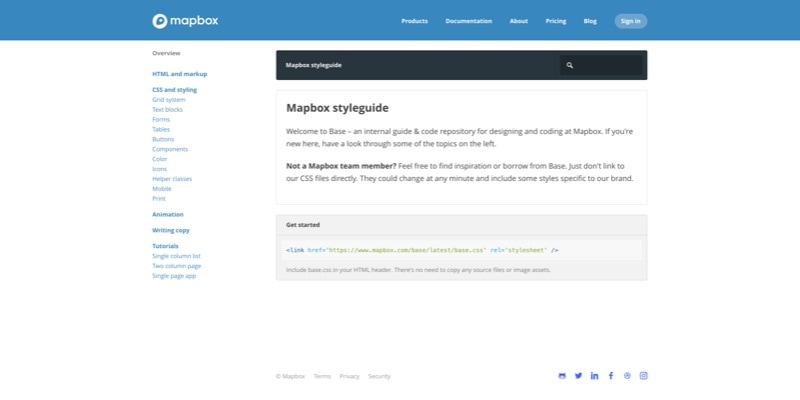 mapbox
Products Documentation About Pricing Blog Sign in
Overview
HTML and markup
CSS and styling
Grid system
Text blocks
Forms
Tables
Buttons
Components
Color
Icons
Helper classes
Mobile
Print
Animation
Writing copy
Tutorials
Single column list
Two column page
Single page app
Mapbox styleguide
Mapbox styleguide
Welcome to Base – an internal guide & code repository for designing and coding at Mapbox. If you're
new here, have a look through some of the topics on the left.
Not a Mapbox team member? Feel free to find inspiration or borrow from Base. Just don't link to
our CSS files directly. They could change at any minute and include some styles specific to our brand.
Get started
<link href="https://www.mapbox.com/base/latest/base.css" rel="stylesheet" />
Include base.css in your HTML header. There's no need to copy any source files or image assets.
© Mapbox Terms Privacy Security